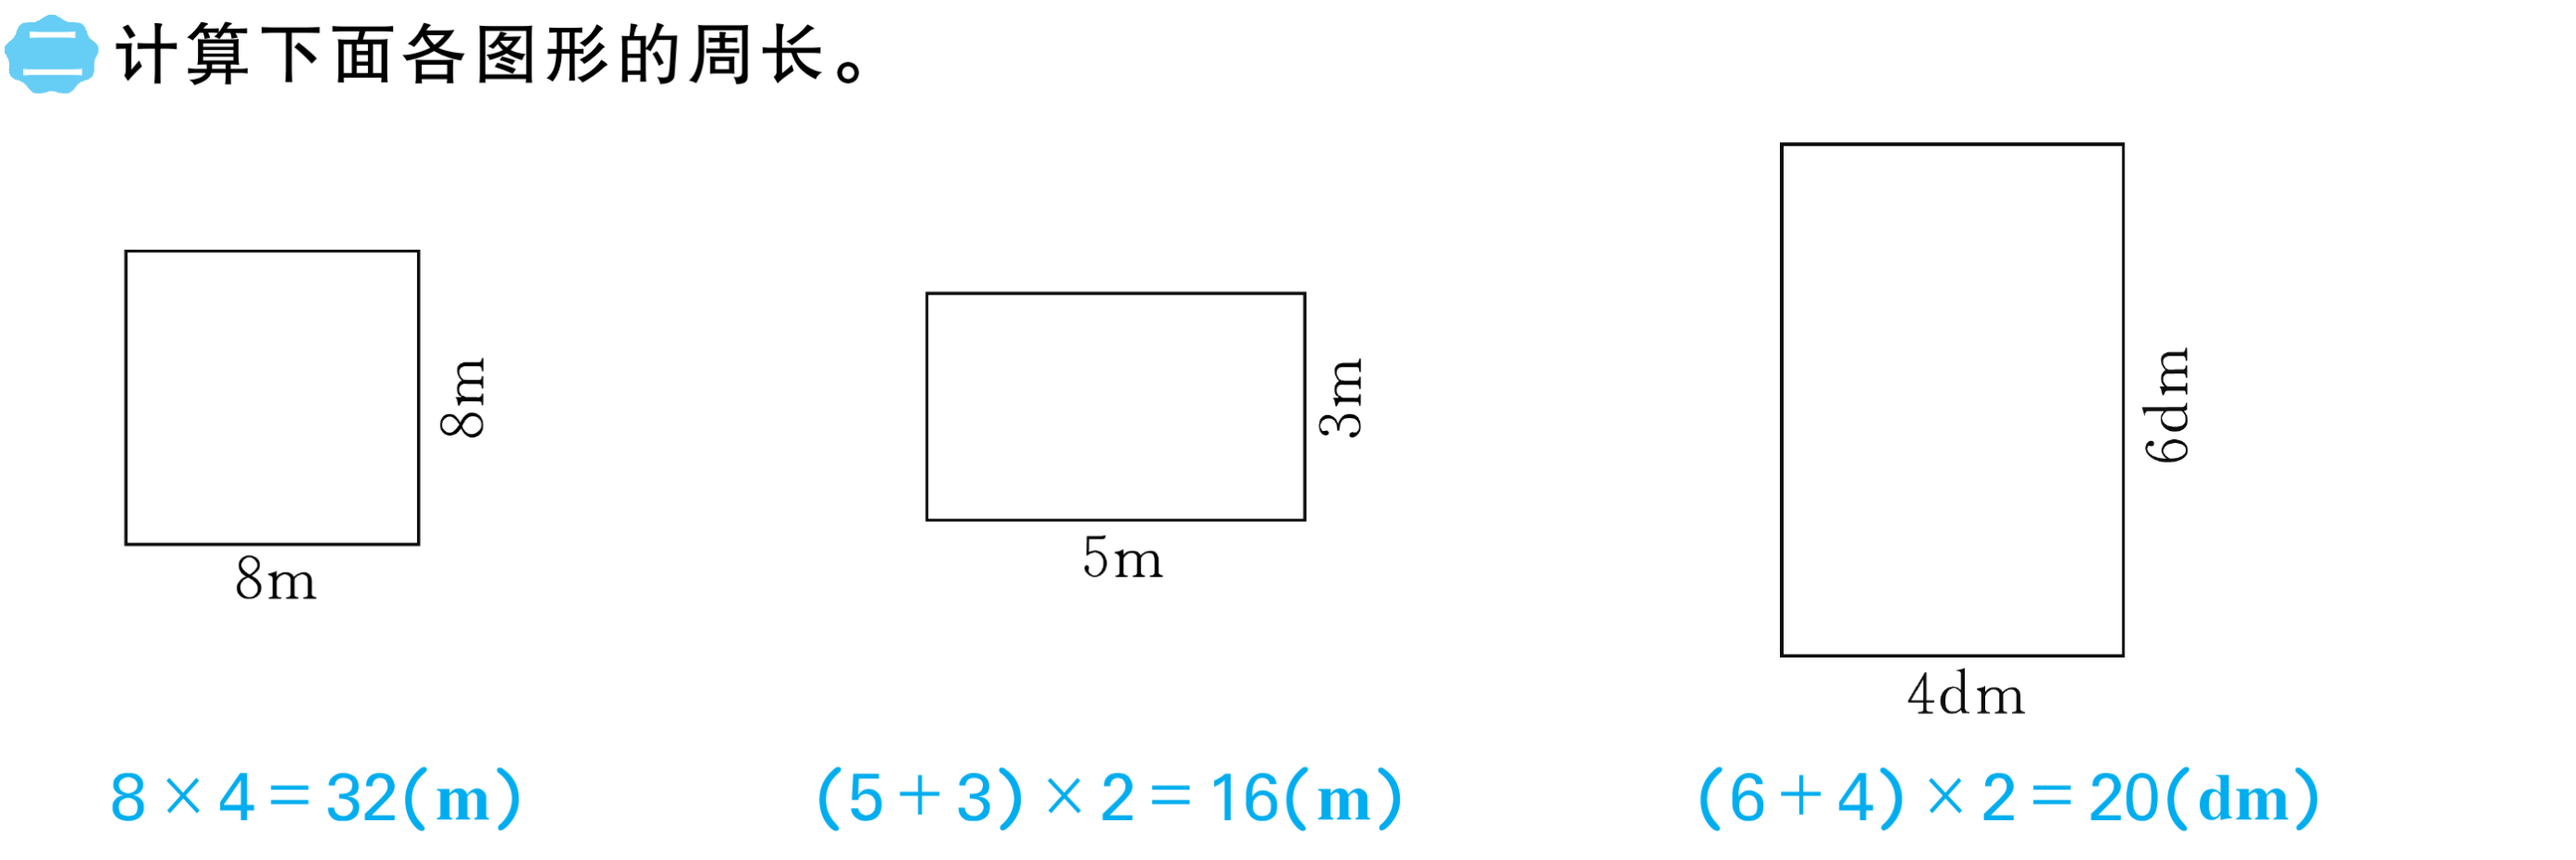 二 计算下面各图形的周长。
8m
8m
3m
5m
6dm
4dm
8×4=32(m)
(5+3)×2=16(m)
(6+4)×2=20(dm)